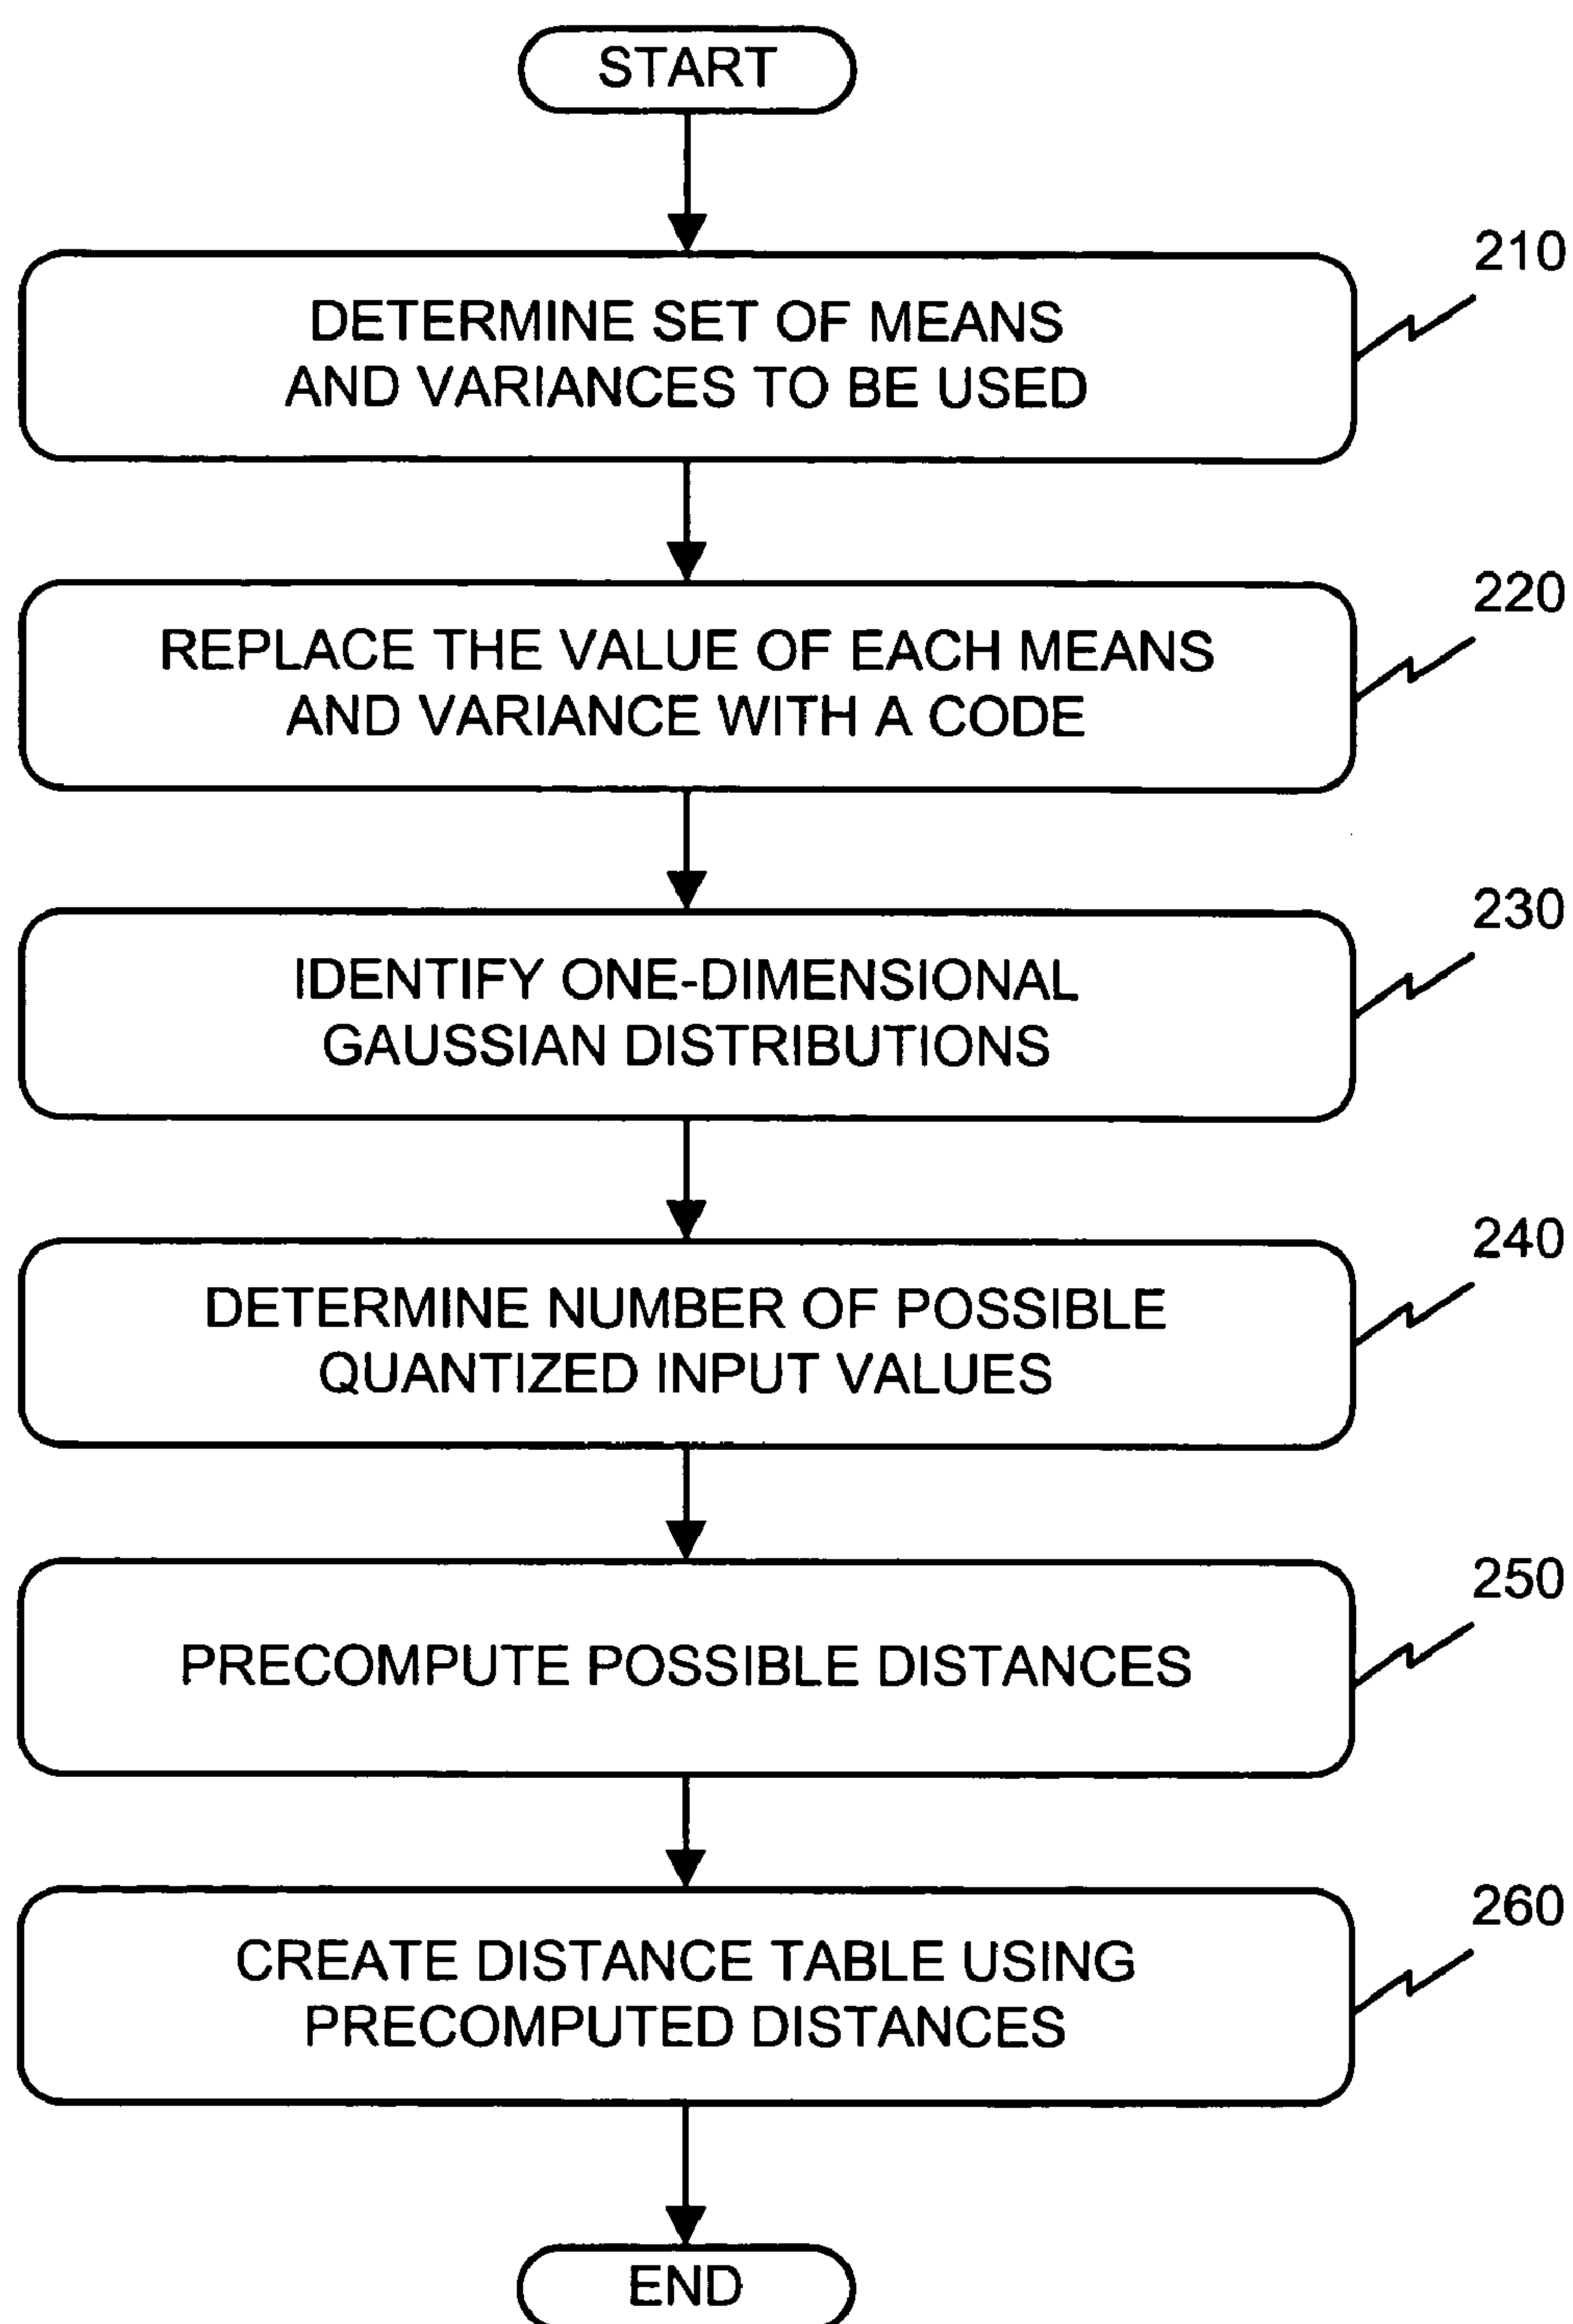 START
210
DETERMINE SET OF MEANS
AND VARIANCES TO BE USED
220
REPLACE THE VALUE OF EACH MEANS
AND VARIANCE WITH A CODE
230
IDENTIFY ONE-DIMENSIONAL
GAUSSIAN DISTRIBUTIONS
240
DETERMINE NUMBER OF POSSIBLE
QUANTIZED INPUT VALUES
250
PRECOMPUTE POSSIBLE DISTANCES
260
CREATE DISTANCE TABLE USING
PRECOMPUTED DISTANCES
END